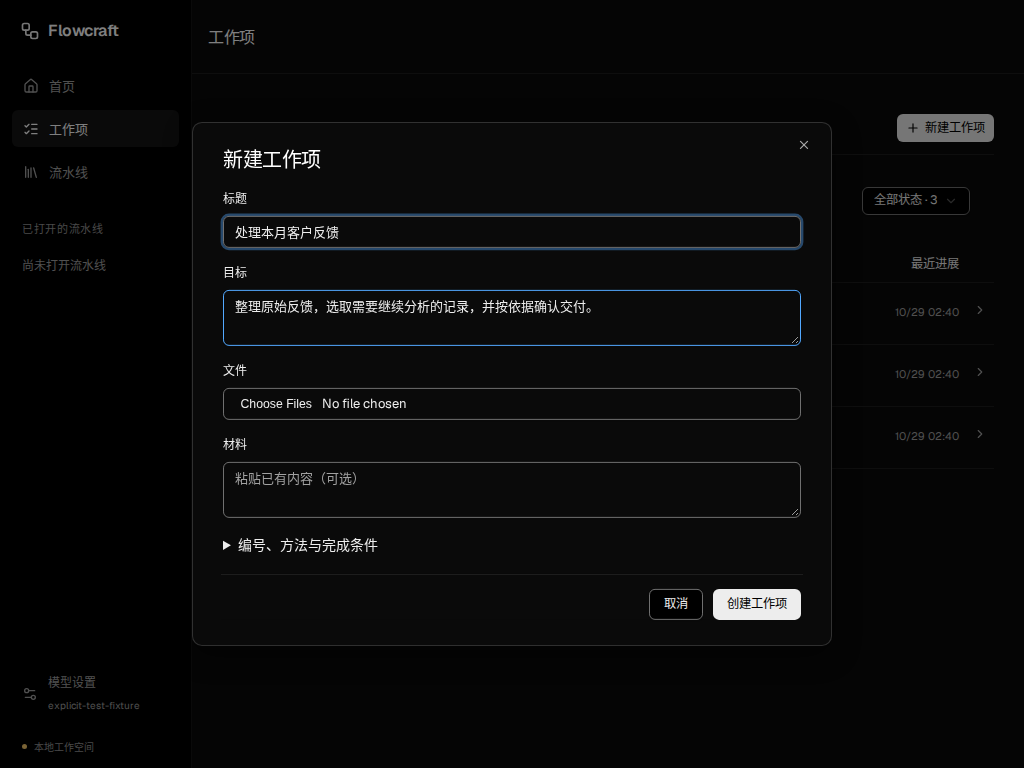 Flowcraft
首页
工作项
流水线
已打开的流水线
尚未打开流水线
模型设置
explicit-test-fixture
本地工作空间
工作项
新建工作项
全部状态 · 3
最近进展
10/29 02:40
10/29 02:40
10/29 02:40
新建工作项
标题
处理本月客户反馈
目标
整理原始反馈，选取需要继续分析的记录，并按依据确认交付。
文件
Choose Files No file chosen
材料
粘贴已有内容（可选）
编号、方法与完成条件
取消
创建工作项